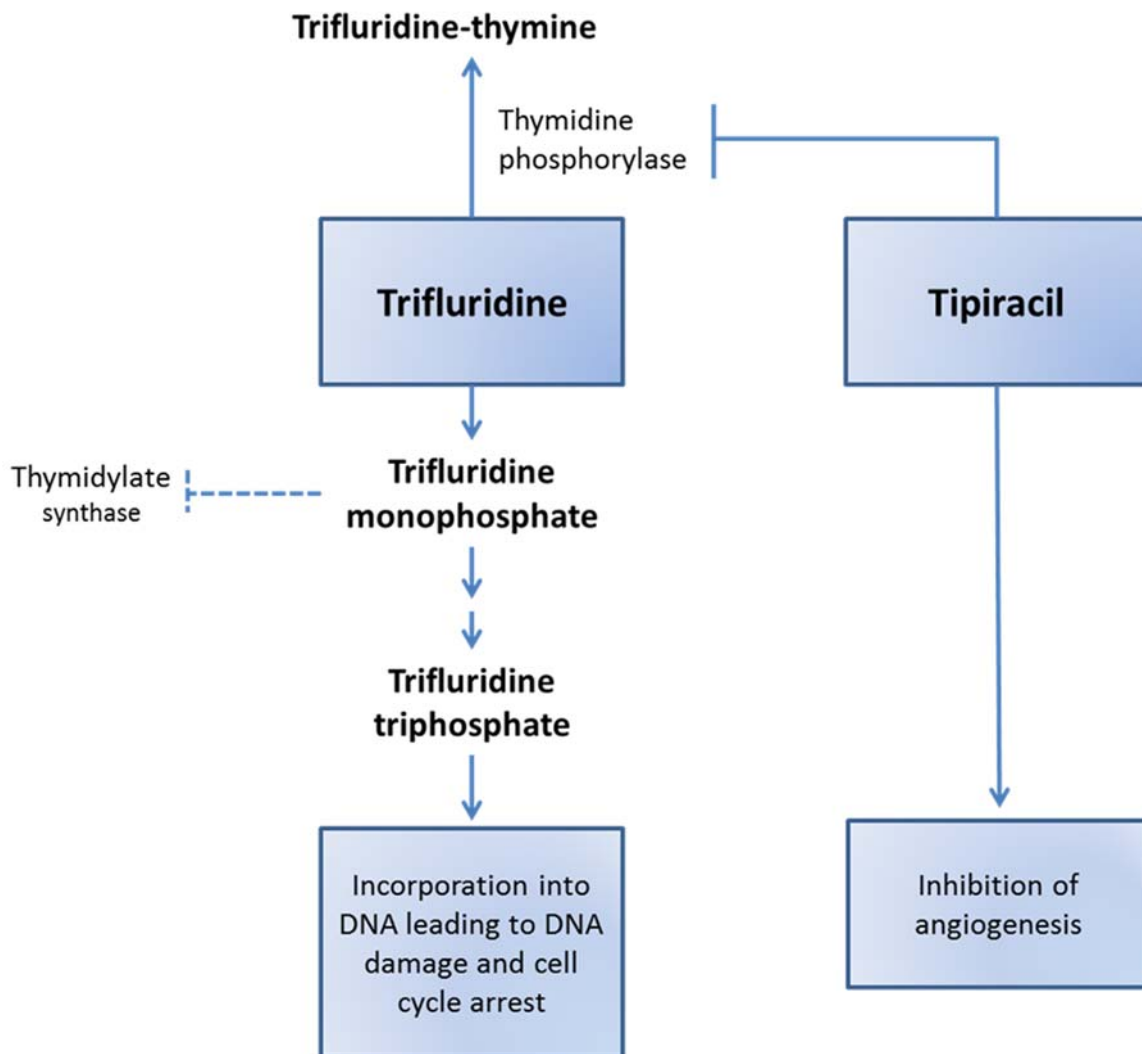 Trifluridine-thymine
Thymidine
phosphorylase
Trifluridine
Tipiracil
Thymidylate
synthase
Trifluridine
monophosphate
Trifluridine
triphosphate
Incorporation into
DNA leading to DNA
damage and cell
cycle arrest
Inhibition of
angiogenesis